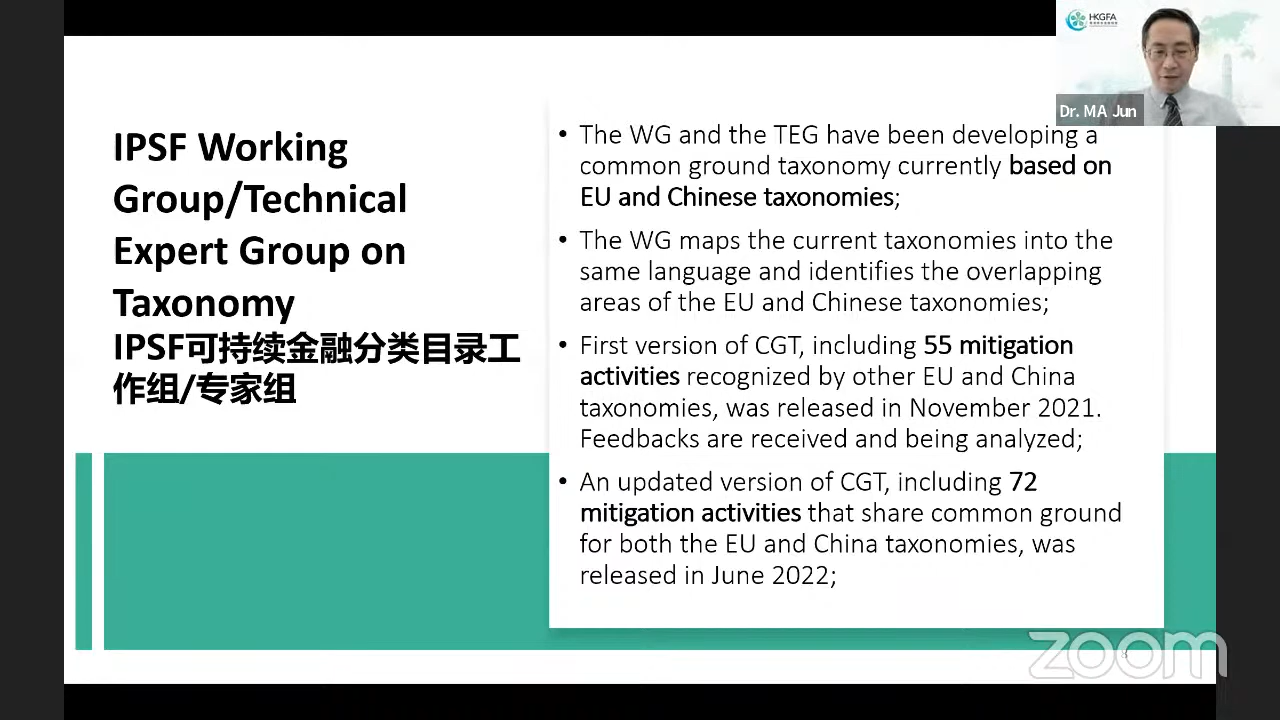 HKGFA
Dr. MA Jun
IPSF Working
Group/Technical
Expert Group on
Taxonomy
IPSF可持续金融分类目录工
作组/专家组
• The WG and the TEG have been developing a
common ground taxonomy currently based on
EU and Chinese taxonomies;
• The WG maps the current taxonomies into the
same language and identifies the overlapping
areas of the EU and Chinese taxonomies;
• First version of CGT, including 55 mitigation
activities recognized by other EU and China
taxonomies, was released in November 2021.
Feedbacks are received and being analyzed;
• An updated version of CGT, including 72
mitigation activities that share common ground
for both the EU and China taxonomies, was
released in June 2022;
8
zoom